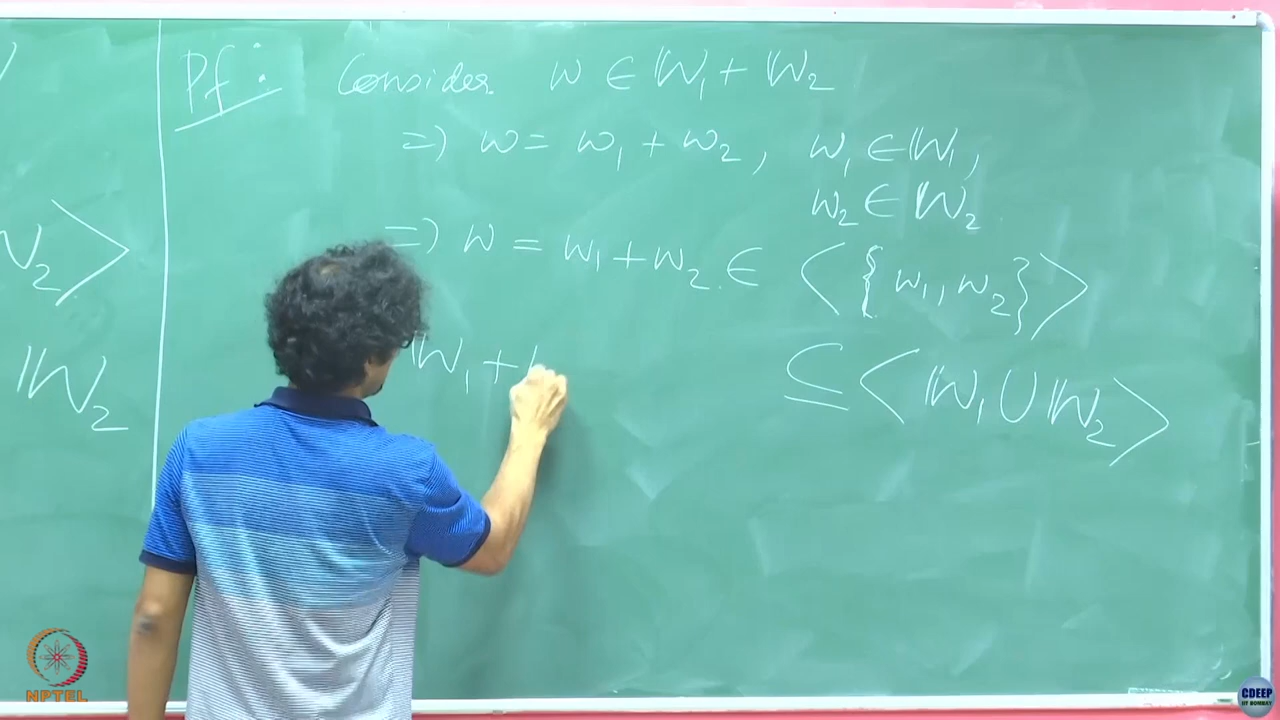 W₂>
𝕎₂
Pf: Consider w ∈ 𝕎₁ + 𝕎₂
=) w = w₁ + w₂, w₁ ∈ 𝕎₁,
w₂ ∈ 𝕎₂
=) w = w₁ + w₂ ∈ < {w₁, w₂} >
⊆ < 𝕎₁ ∪ 𝕎₂ >
𝕎₁ +
NPTEL
CDEEP
IIT BOMBAY